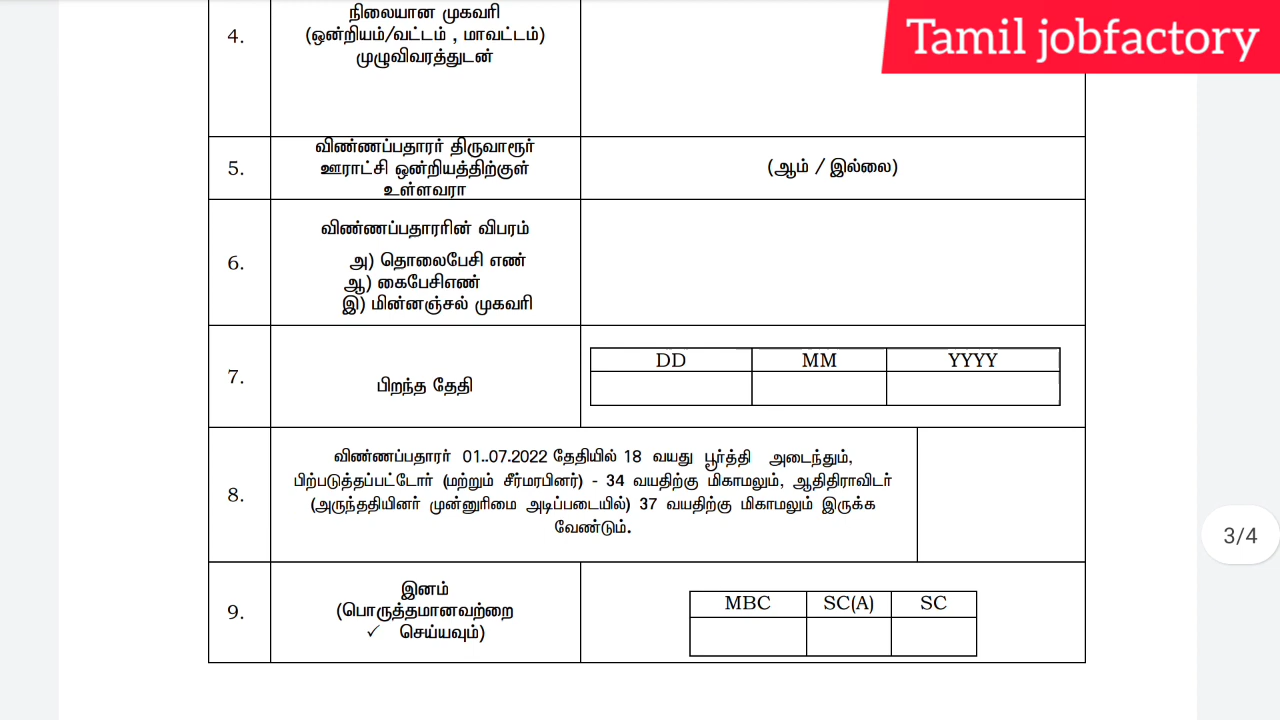 Tamil jobfactory
4.
நிலையான முகவரி
(ஒன்றியம்/வட்டம் , மாவட்டம்)
முழுவிவரத்துடன்
5.
விண்ணப்பதாரர் திருவாரூர்
ஊராட்சி ஒன்றியத்திற்குள்
உள்ளவரா
(ஆம் / இல்லை)
6.
விண்ணப்பதாரரின் விபரம்
அ) தொலைபேசி எண்
ஆ) கைபேசிஎண்
இ) மின்னஞ்சல் முகவரி
7.
பிறந்த தேதி
DD MM YYYY
8.
விண்ணப்பதாரர் 01..07.2022 தேதியில் 18 வயது பூர்த்தி அடைந்தும்,
பிற்படுத்தப்பட்டோர் (மற்றும் சீர்மரபினர்) - 34 வயதிற்கு மிகாமலும், ஆதிதிராவிடர்
(அருந்ததியினர் முன்னுரிமை அடிப்படையில்) 37 வயதிற்கு மிகாமலும் இருக்க
வேண்டும்.
3/4
9.
இனம்
(பொருத்தமானவற்றை
✓ செய்யவும்)
MBC SC(A) SC